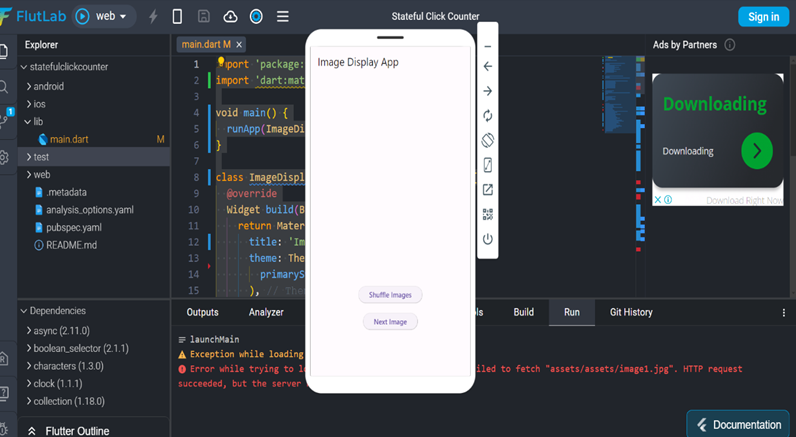 FlutLab
web
Stateful Click Counter
Sign in
Explorer
main.dart M ×
Ads by Partners
statefulclickcounter
android
ios
lib
main.dart M
test
web
.metadata
analysis_options.yaml
pubspec.yaml
README.md
1 import 'package:
2 import 'dart:mat
3
4 void main() {
5 runApp(ImageDi
6 }
7
8 class ImageDispl
9 @override
10 Widget build(B
11 return Mater
12 title: 'Im
13 theme: The
14 primaryS
15 ), // The
Image Display App
Shuffle Images
Next Image
Downloading
Downloading
Download Right Now
Dependencies
async (2.11.0)
boolean_selector (2.1.1)
characters (1.3.0)
clock (1.1.1)
collection (1.18.0)
Flutter Outline
Outputs Analyzer Build Run Git History
launchMain
Exception while loading
Error while trying to lo iled to fetch "assets/assets/image1.jpg". HTTP request
succeeded, but the server
Documentation